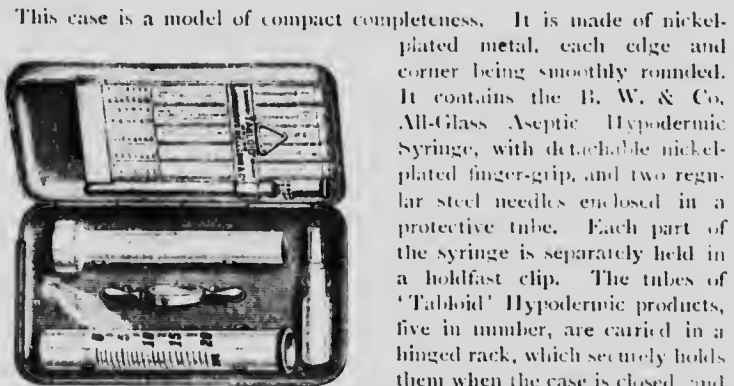 This case is a model of compact completeness. It is made of nickel-
plated metal, each edge and
corner being smoothly rounded.
It contains the B. W. & Co.
All-Glass Aseptic Hypodermic
Syringe, with detachable nickel-
plated finger-grip, and two regu-
lar steel needles enclosed in a
protective tube. Each part of
the syringe is separately held in
a holdfast clip. The tubes of
'Tabloid' Hypodermic products,
five in number, are carried in a
hinged rack, which securely holds
them when the case is closed, and
5 10 15 20